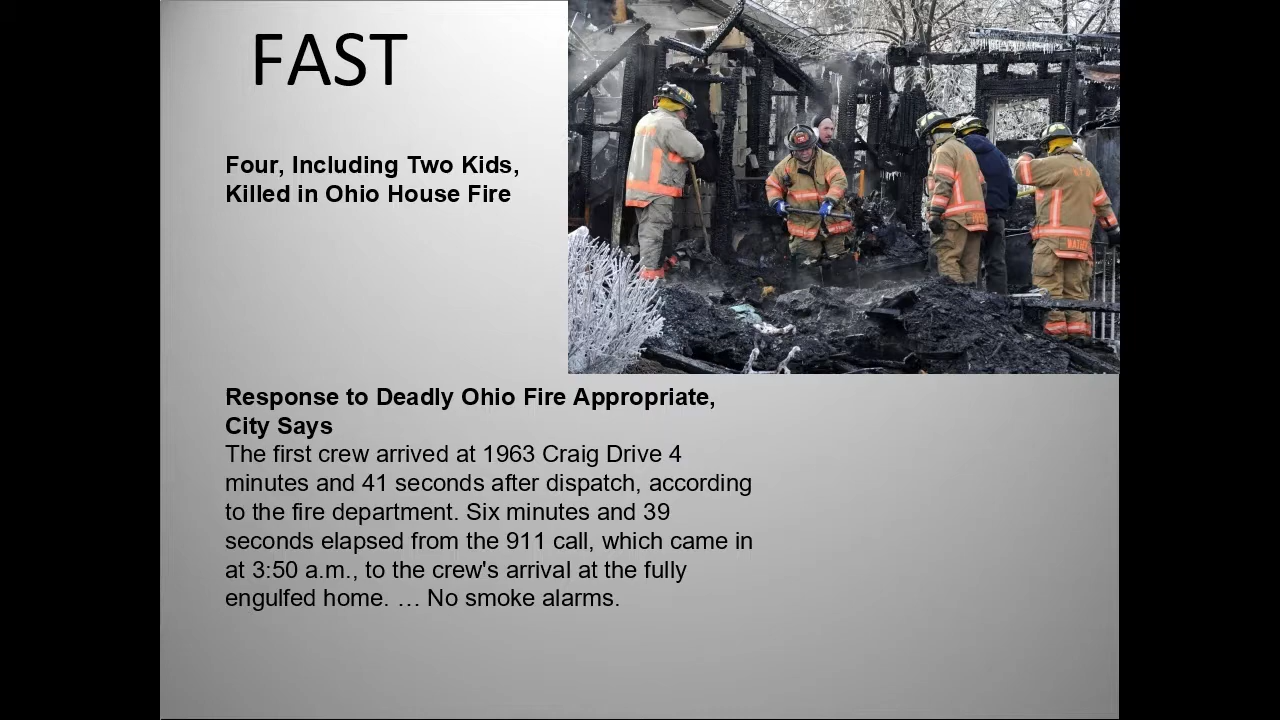 FAST
Four, Including Two Kids,
Killed in Ohio House Fire
Response to Deadly Ohio Fire Appropriate,
City Says
The first crew arrived at 1963 Craig Drive 4
minutes and 41 seconds after dispatch, according
to the fire department. Six minutes and 39
seconds elapsed from the 911 call, which came in
at 3:50 a.m., to the crew's arrival at the fully
engulfed home. … No smoke alarms.